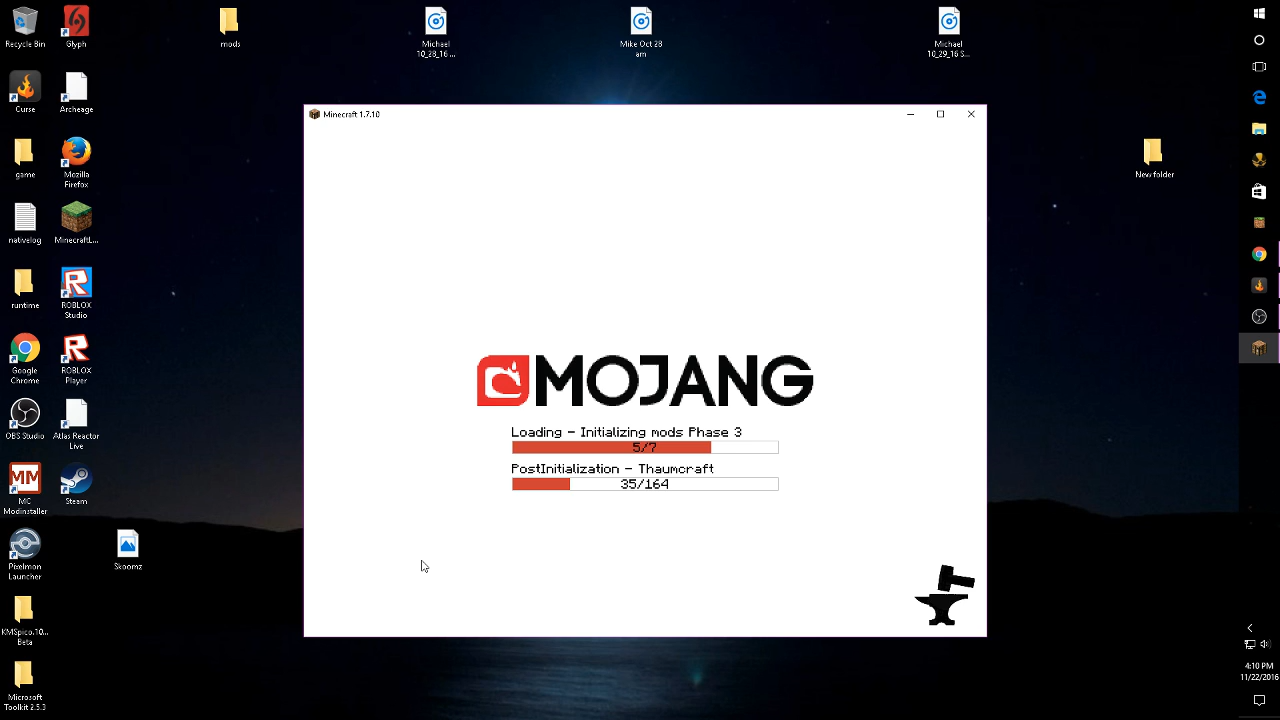 Recycle Bin
Glyph
mods
Michael
10_28_16 ...
Mike Oct 28
am
Michael
10_29_16 S...
Curse
Archeage
game
Mozilla
Firefox
nativelog
MinecraftL...
runtime
ROBLOX
Studio
Google
Chrome
ROBLOX
Player
OBS Studio
Atlas Reactor
Live
MM
MC
Modinstaller
Steam
Pixelmon
Launcher
Skoomz
KMSpico.10...
Beta
Microsoft
Toolkit 2.5.3
Minecraft 1.7.10
MOJANG
Loading - Initializing mods Phase 3
5/7
PostInitialization - Thaumcraft
35/164
New folder
4:10 PM
11/22/2016